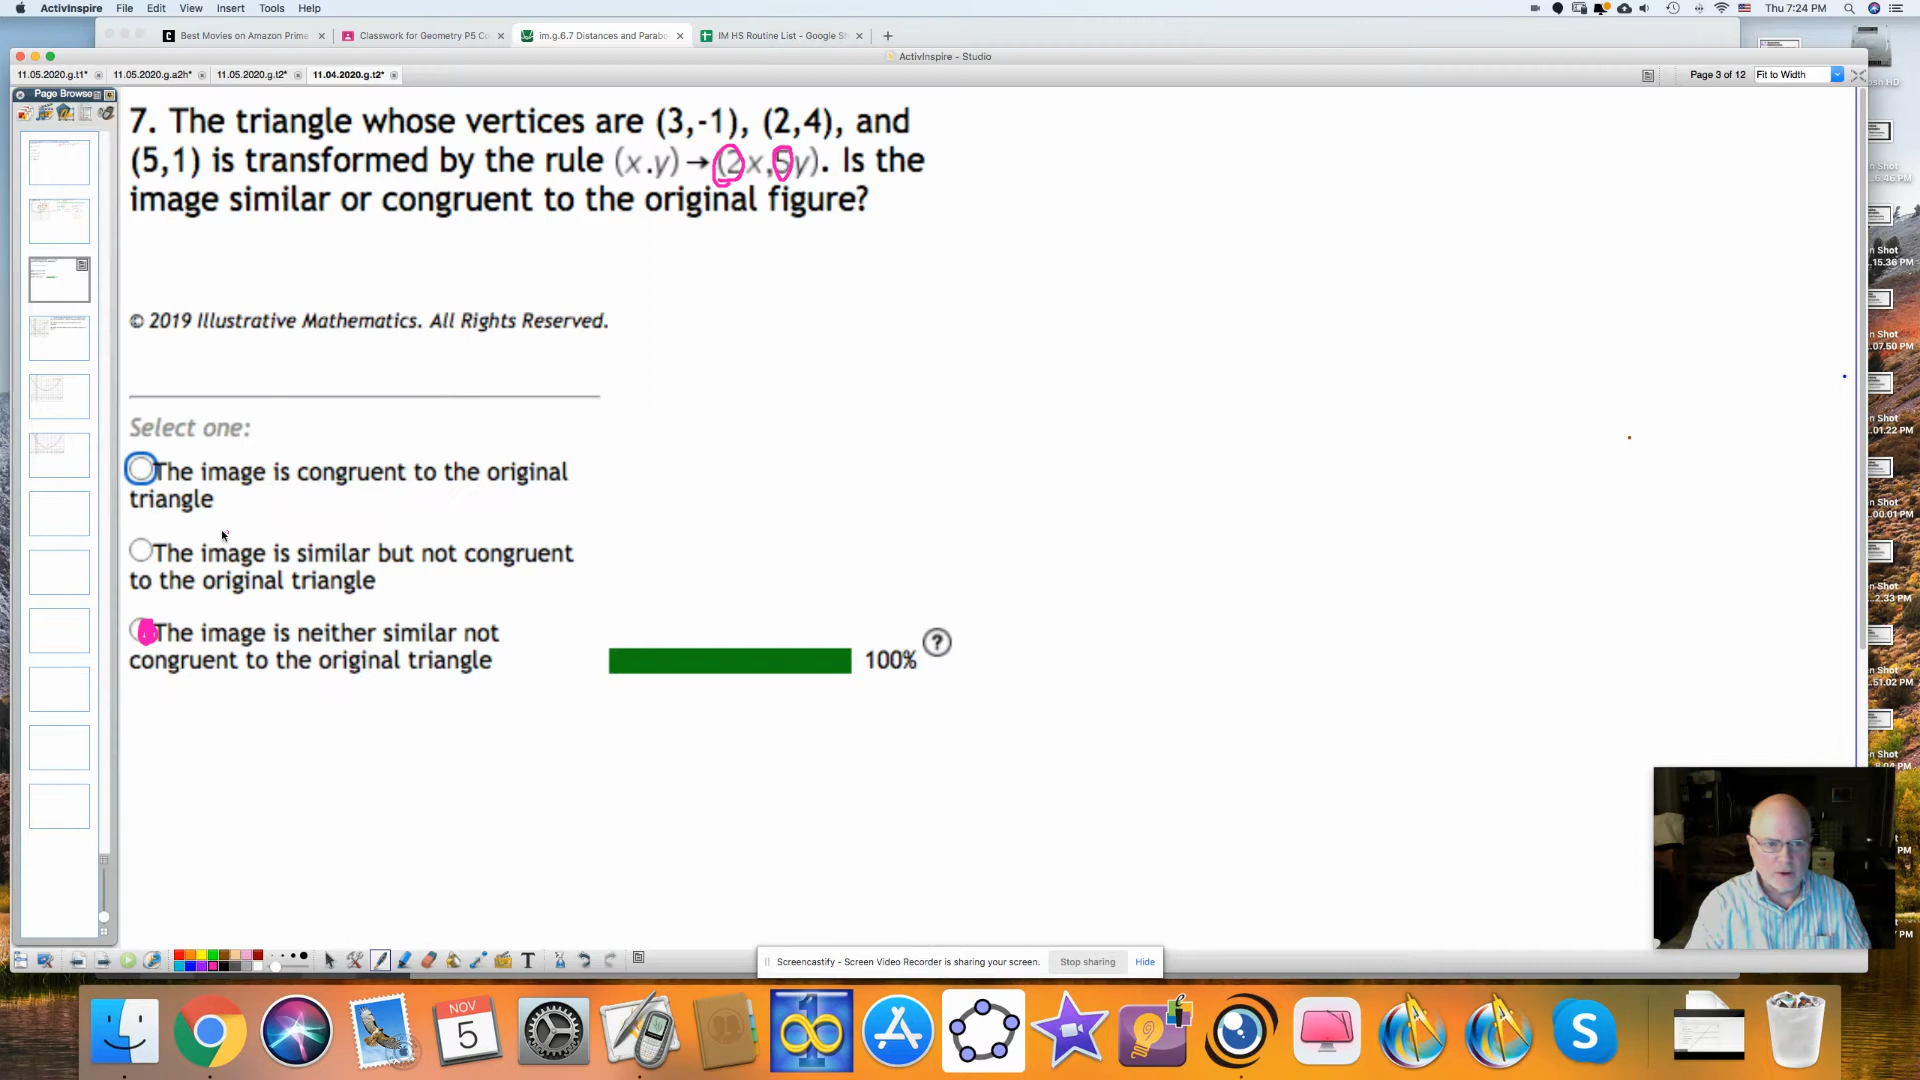 ActivInspire File Edit View Insert Tools Help Thu 7:24 PM
Best Movies on Amazon Prime Classwork for Geometry P5 Co im.g.6.7 Distances and Parabo IM HS Routine List - Google Sh
ActivInspire - Studio
11.05.2020.g.t1* 11.05.2020.g.a2h* 11.05.2020.g.t2* 11.04.2020.g.t2* Page 3 of 12 Fit to Width
Page Browse
7. The triangle whose vertices are (3,-1), (2,4), and
(5,1) is transformed by the rule (x.y)→(2x,5y). Is the
image similar or congruent to the original figure?
© 2019 Illustrative Mathematics. All Rights Reserved.
Select one:
The image is congruent to the original
triangle
The image is similar but not congruent
to the original triangle
The image is neither similar not
congruent to the original triangle
100% ?
Screencastify - Screen Video Recorder is sharing your screen. Stop sharing Hide
NOV
5
1
S